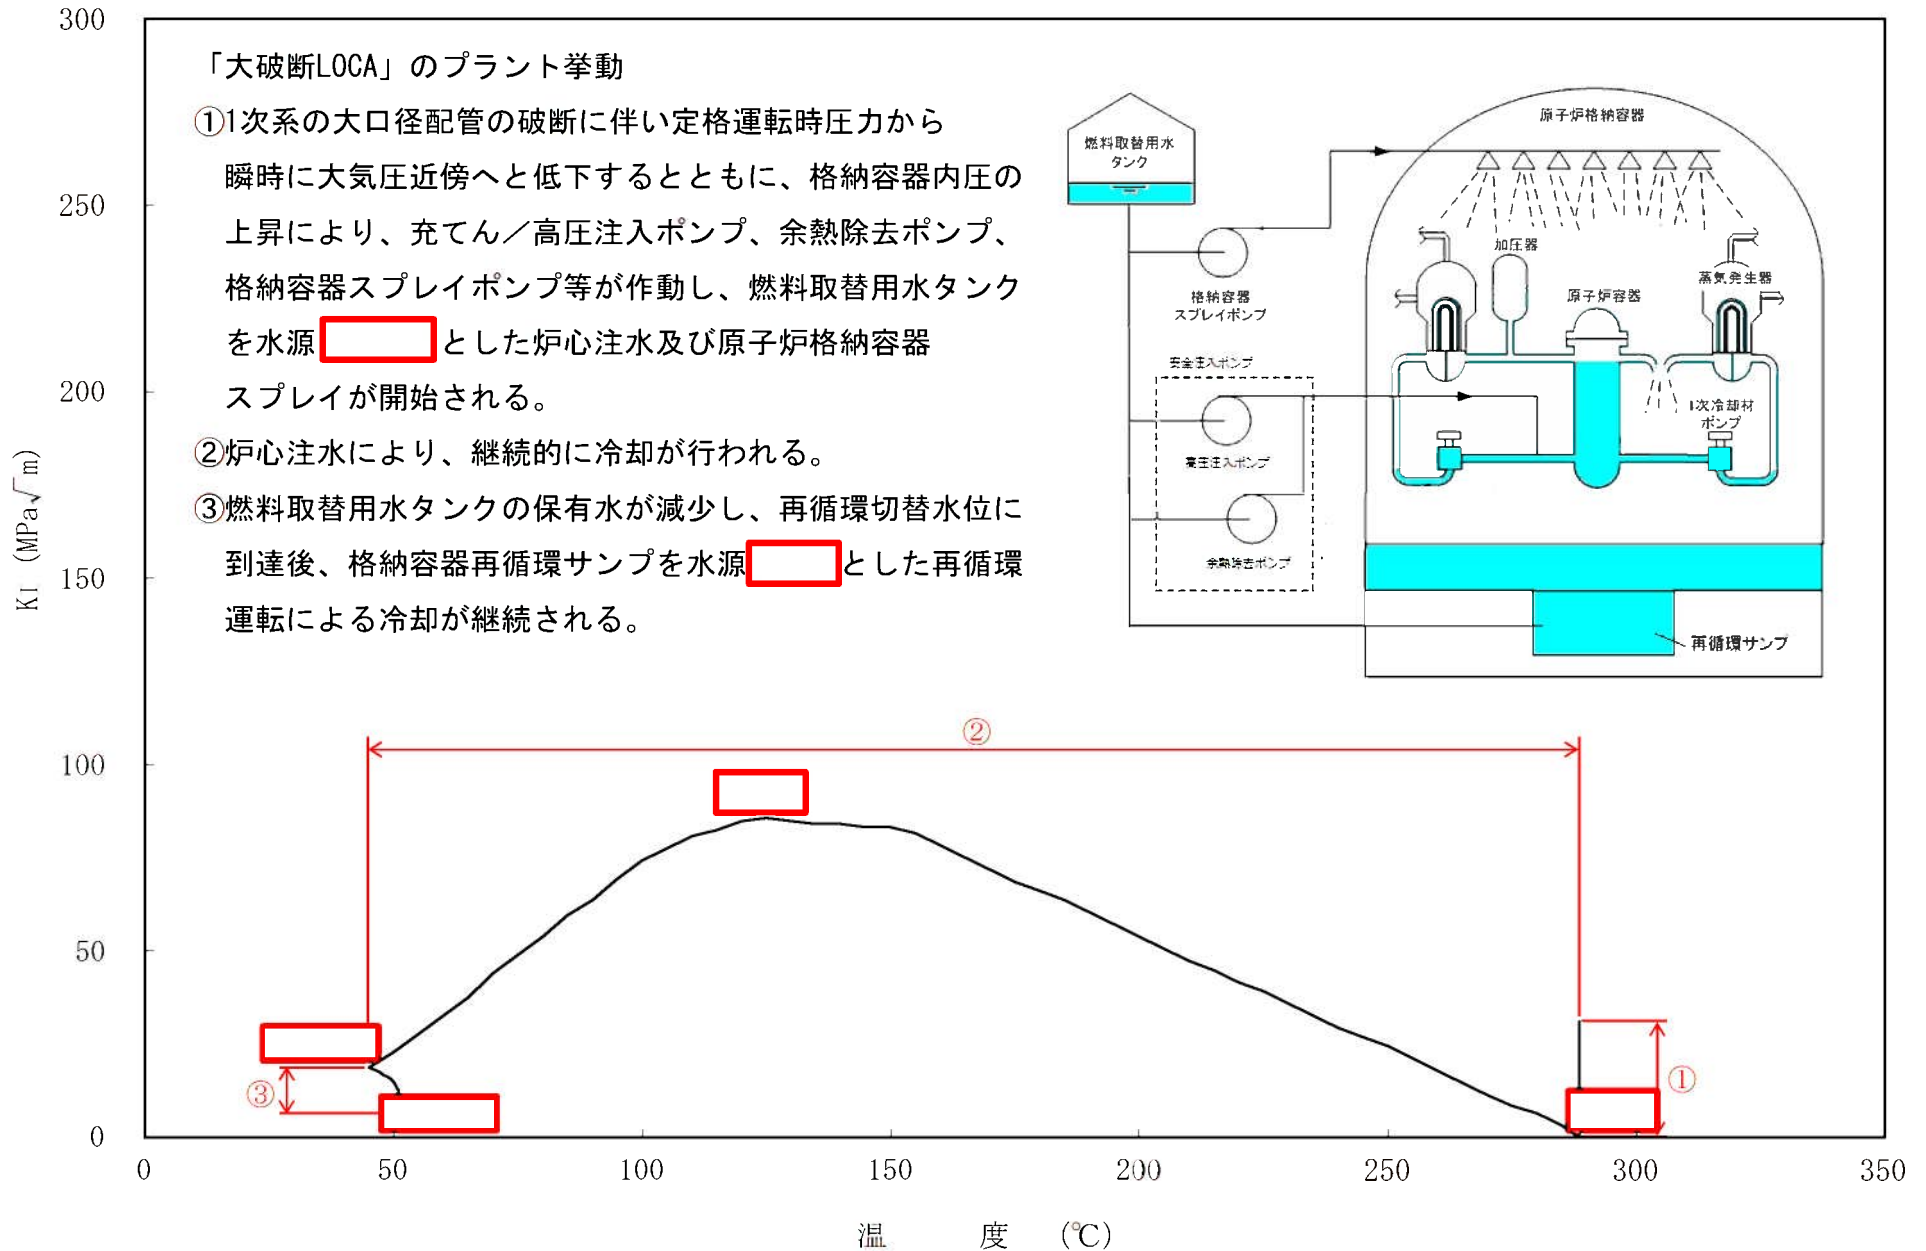 「大破断LOCA」のプラント挙動
①1次系の大口径配管の破断に伴い定格運転時圧力から
瞬時に大気圧近傍へと低下するとともに、格納容器内圧の
上昇により、充てん／高圧注入ポンプ、余熱除去ポンプ、
格納容器スプレイポンプ等が作動し、燃料取替用水タンク
を水源 とした炉心注水及び原子炉格納容器
スプレイが開始される。
②炉心注水により、継続的に冷却が行われる。
③燃料取替用水タンクの保有水が減少し、再循環切替水位に
到達後、格納容器再循環サンプを水源 とした再循環
運転による冷却が継続される。
燃料取替用水
タンク
原子炉格納容器
加圧器
蒸気発生器
原子炉容器
格納容器
スプレイポンプ
安全注入ポンプ
1次冷却材
ポンプ
高圧注入ポンプ
余熱除去ポンプ
再循環サンプ
300
250
200
150
100
50
0
KI (MPa√m)
②
③
①
0
50
100
150
200
250
300
350
温 度 (℃)